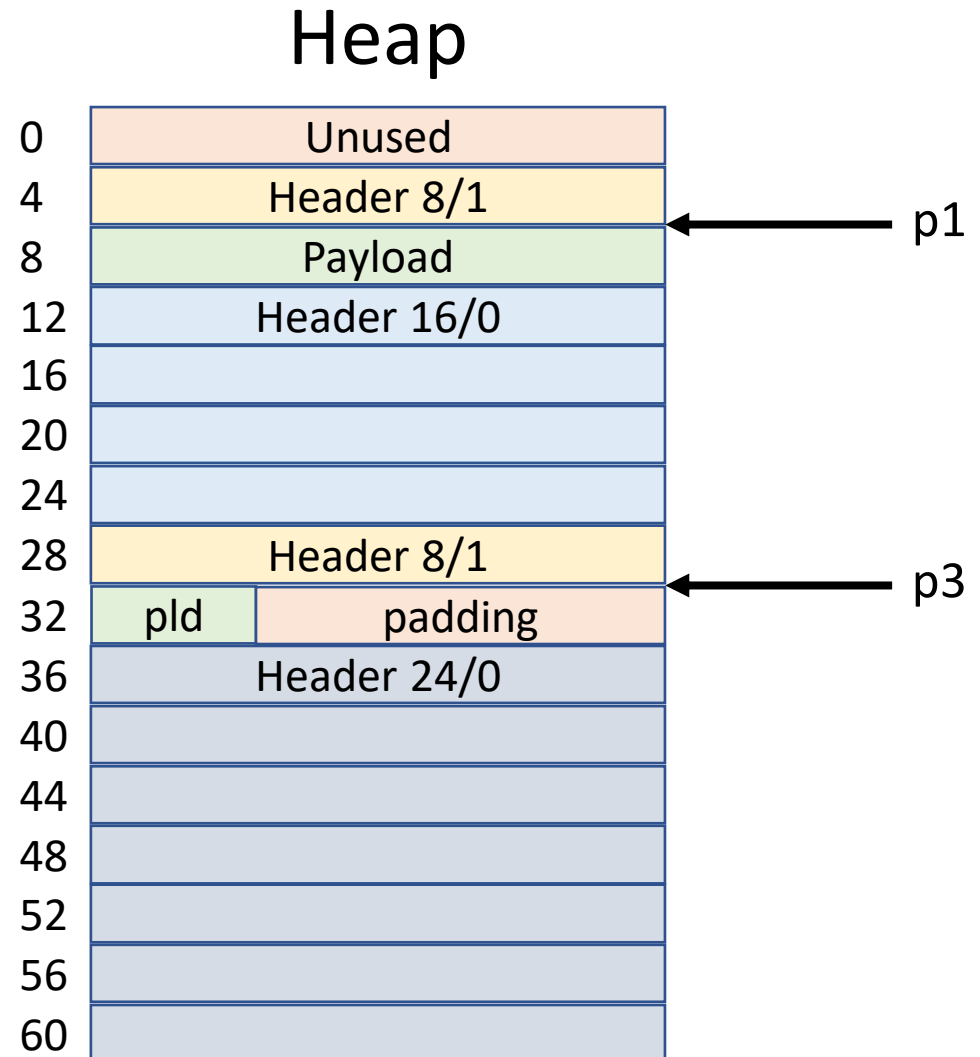 Heap
0 Unused
4 Header 8/1
p1
8 Payload
12 Header 16/0
16
20
24
28 Header 8/1
p3
32 pld padding
36 Header 24/0
40
44
48
52
56
60